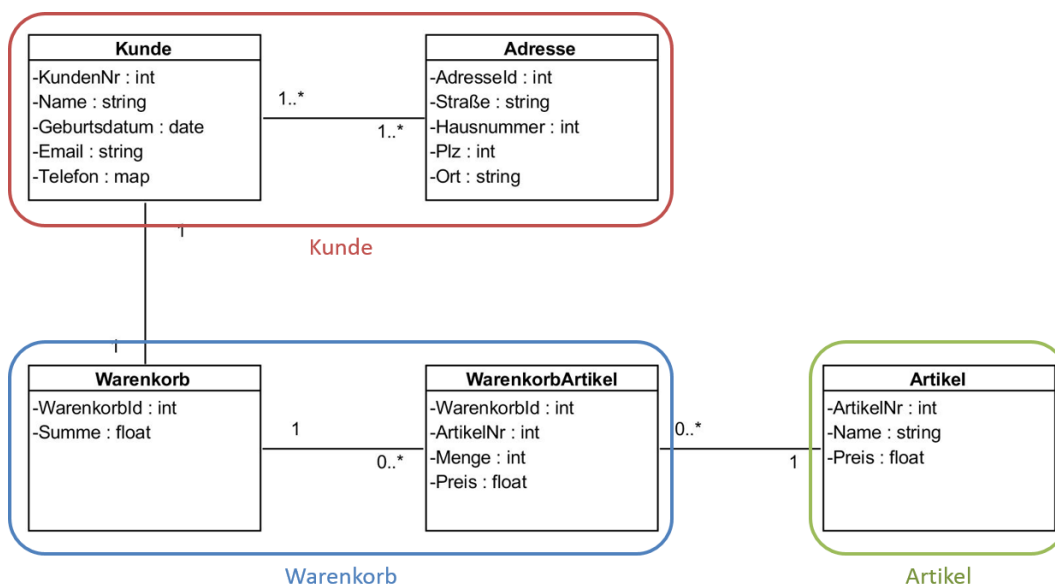 Kunde
-KundenNr : int
-Name : string
-Geburtsdatum : date
-Email : string
-Telefon : map
1..*
1..*
Adresse
-AdresseId : int
-Straße : string
-Hausnummer : int
-Plz : int
-Ort : string
1
Kunde
1
Warenkorb
-WarenkorbId : int
-Summe : float
1
0..*
WarenkorbArtikel
-WarenkorbId : int
-ArtikelNr : int
-Menge : int
-Preis : float
0..*
1
Artikel
-ArtikelNr : int
-Name : string
-Preis : float
Warenkorb
Artikel